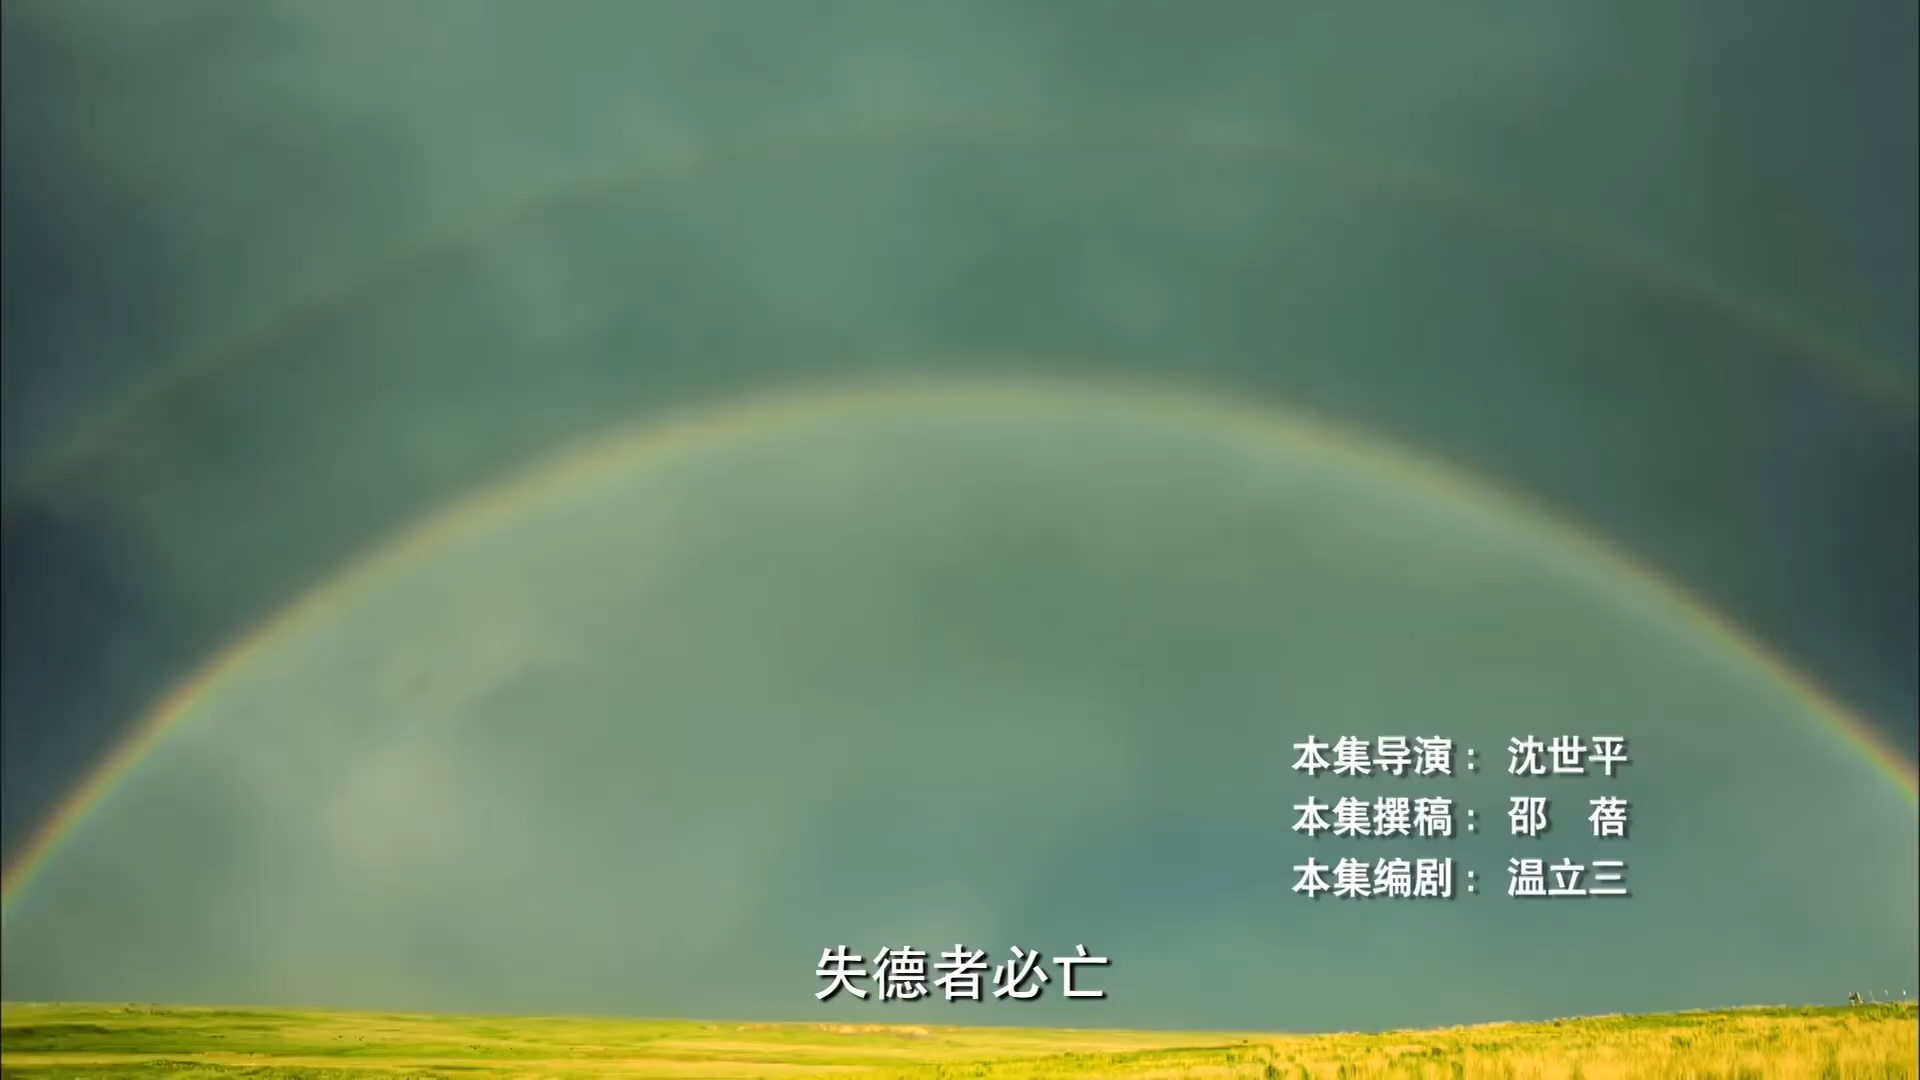 本集导演： 沈世平
本集撰稿： 邵　蓓
本集编剧： 温立三
失德者必亡